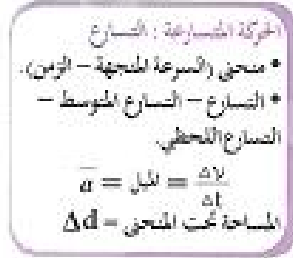 الحركة المتسارعة : التسارع
• منحنى (السرعة المتجهة – الزمن).
• التسارع – التسارع المتوسط –
التسارع اللحظي.
a̅ = الميل = Δv/Δt
المساحة تحت المنحنى = Δd